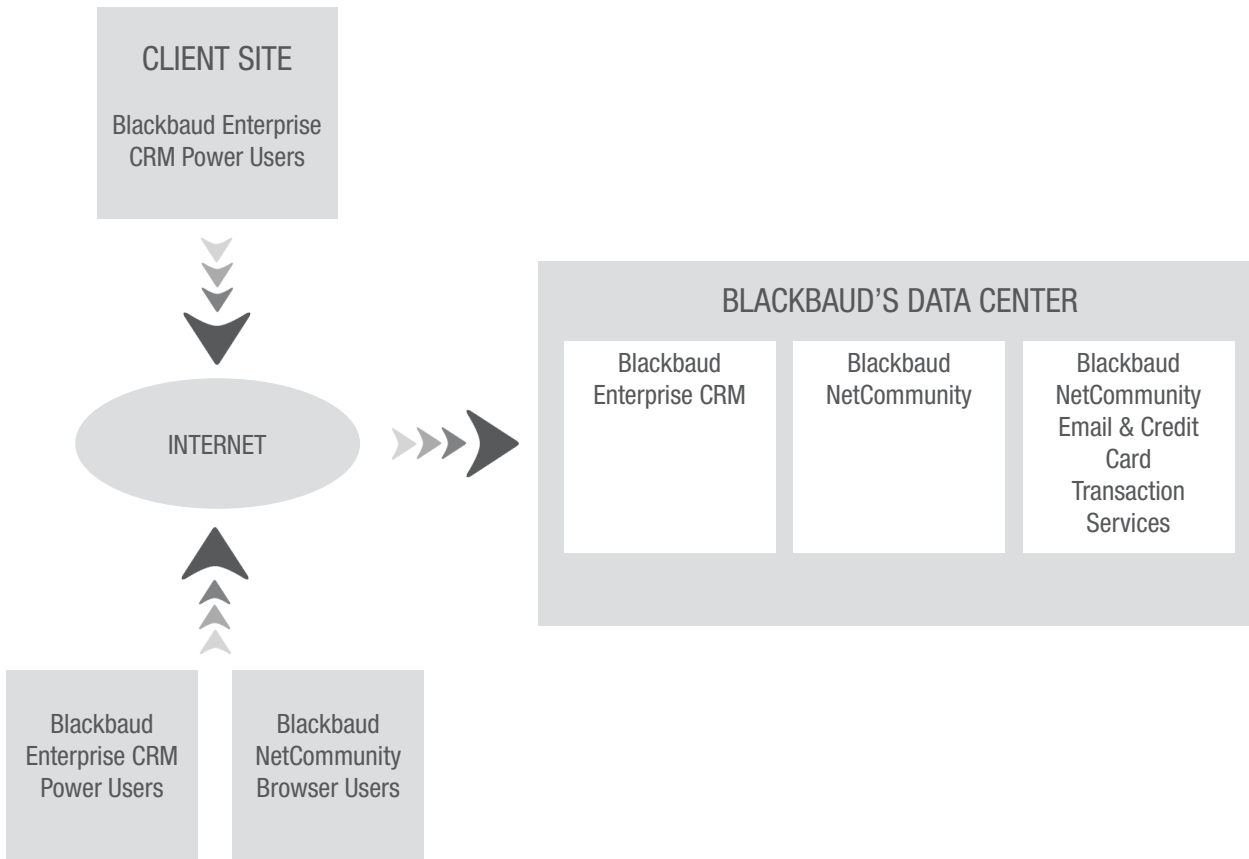 CLIENT SITE
Blackbaud Enterprise
CRM Power Users
BLACKBAUD’S DATA CENTER
Blackbaud
Enterprise CRM
Blackbaud
NetCommunity
Blackbaud
NetCommunity
Email & Credit
Card
Transaction
Services
INTERNET
Blackbaud
Enterprise CRM
Power Users
Blackbaud
NetCommunity
Browser Users